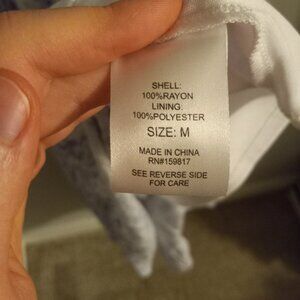 SHELL:
100%RAYON
LINING:
100%POLYESTER
SIZE: M
MADE IN CHINA
RN#159817
SEE REVERSE SIDE
FOR CARE